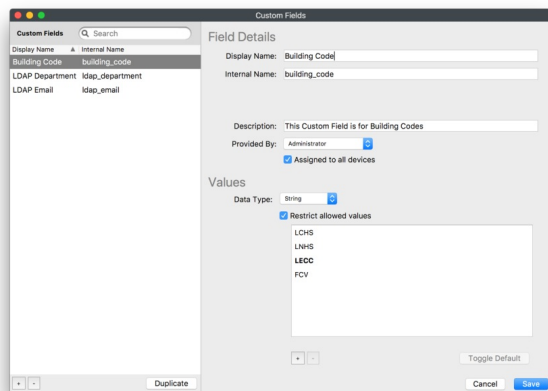 Custom Fields
Custom Fields
Search
Display Name
Internal Name
Building Code
building_code
LDAP Department
ldap_department
LDAP Email
ldap_email
+
-
Duplicate
Field Details
Display Name: Building Code
Internal Name: building_code
Description: This Custom Field is for Building Codes
Provided By: Administrator
Assigned to all devices
Values
Data Type: String
Restrict allowed values
LCHS
LNHS
LECC
FCV
+
-
Toggle Default
Cancel
Save